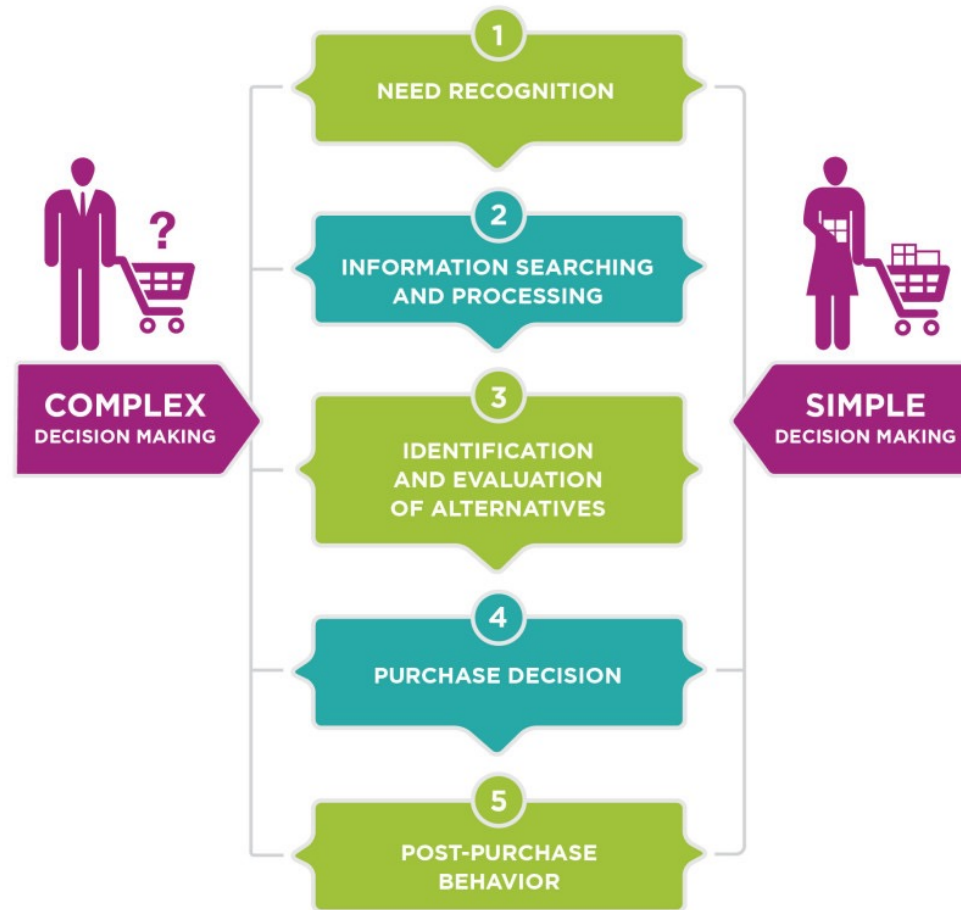 1
NEED RECOGNITION
2
INFORMATION SEARCHING
AND PROCESSING
?
COMPLEX
DECISION MAKING
3
IDENTIFICATION
AND EVALUATION
OF ALTERNATIVES
SIMPLE
DECISION MAKING
4
PURCHASE DECISION
5
POST-PURCHASE
BEHAVIOR